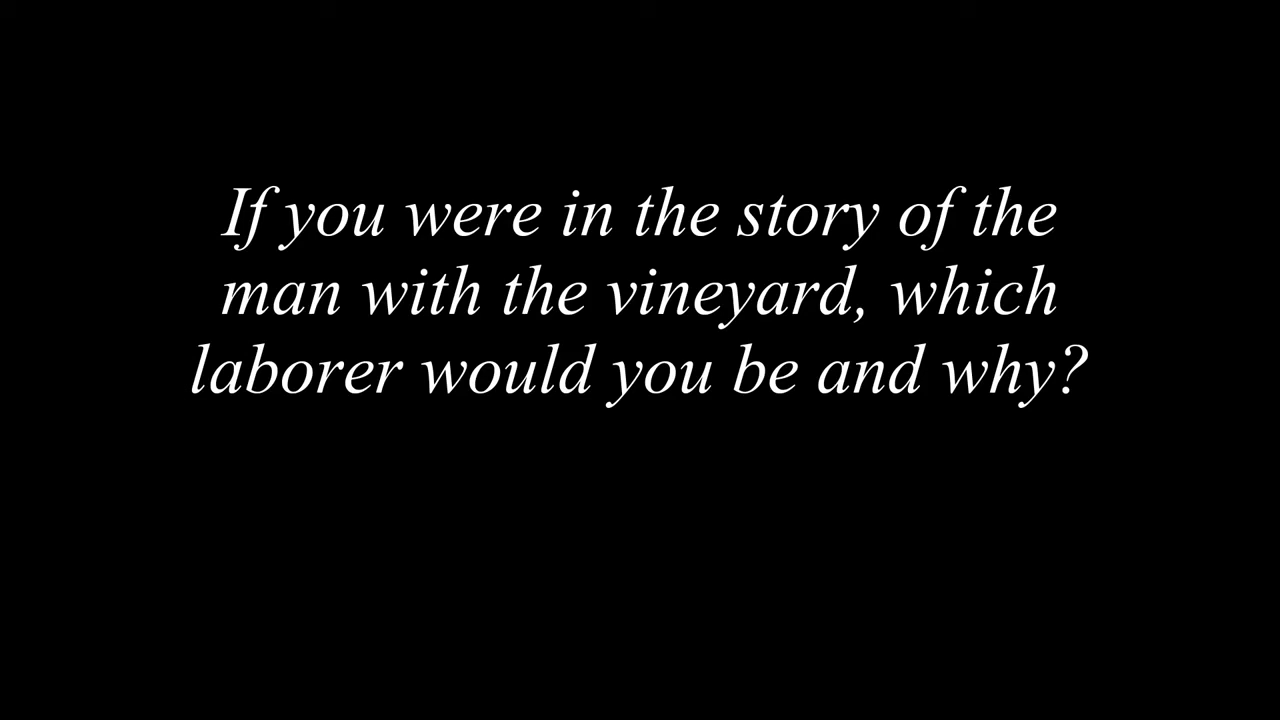 If you were in the story of the
man with the vineyard, which
laborer would you be and why?